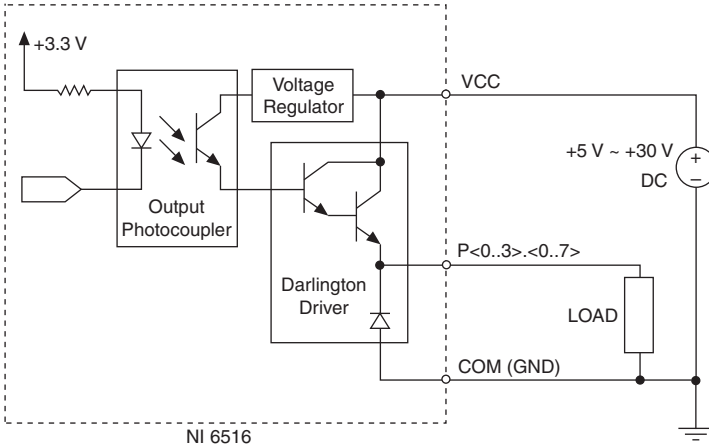 +3.3 V
Voltage
Regulator
VCC
+5 V ~ +30 V
DC
+
−
Output
Photocoupler
P<0..3>.<0..7>
Darlington
Driver
LOAD
COM (GND)
NI 6516